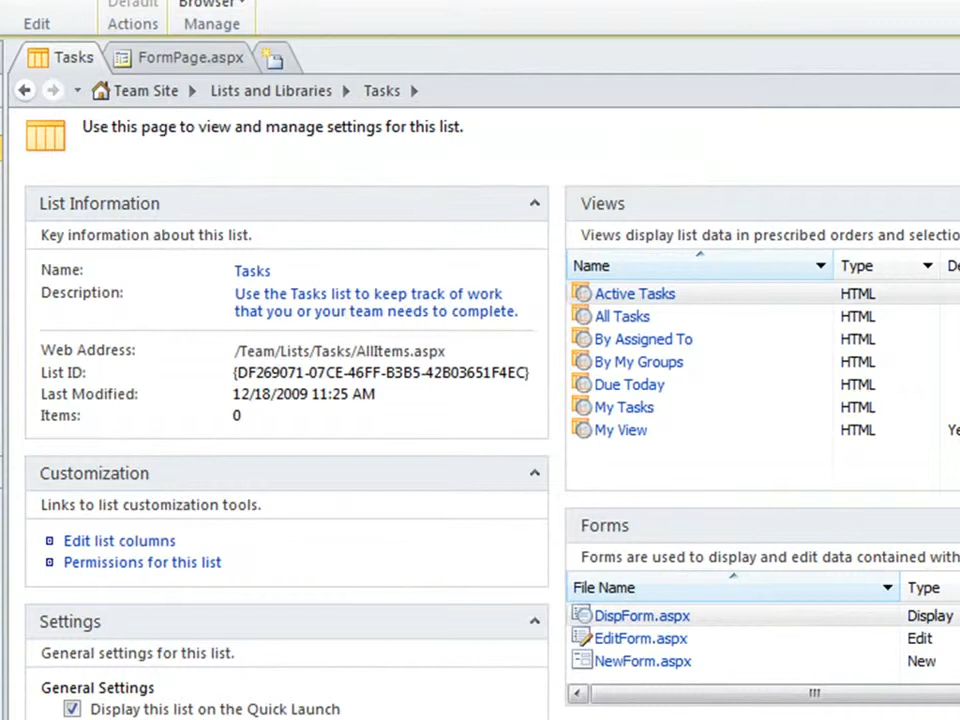 Default
Browser
Edit
Actions
Manage
Tasks
FormPage.aspx
Team Site
Lists and Libraries
Tasks
Use this page to view and manage settings for this list.
List Information
Key information about this list.
Name: Tasks
Description: Use the Tasks list to keep track of work
that you or your team needs to complete.
Web Address: /Team/Lists/Tasks/AllItems.aspx
List ID: {DF269071-07CE-46FF-B3B5-42B03651F4EC}
Last Modified: 12/18/2009 11:25 AM
Items: 0
Customization
Links to list customization tools.
Edit list columns
Permissions for this list
Settings
General settings for this list.
General Settings
Display this list on the Quick Launch
Views
Views display list data in prescribed orders and selectio
Name Type De
Active Tasks HTML
All Tasks HTML
By Assigned To HTML
By My Groups HTML
Due Today HTML
My Tasks HTML
My View HTML Ye
Forms
Forms are used to display and edit data contained with
File Name Type
DispForm.aspx Display
EditForm.aspx Edit
NewForm.aspx New